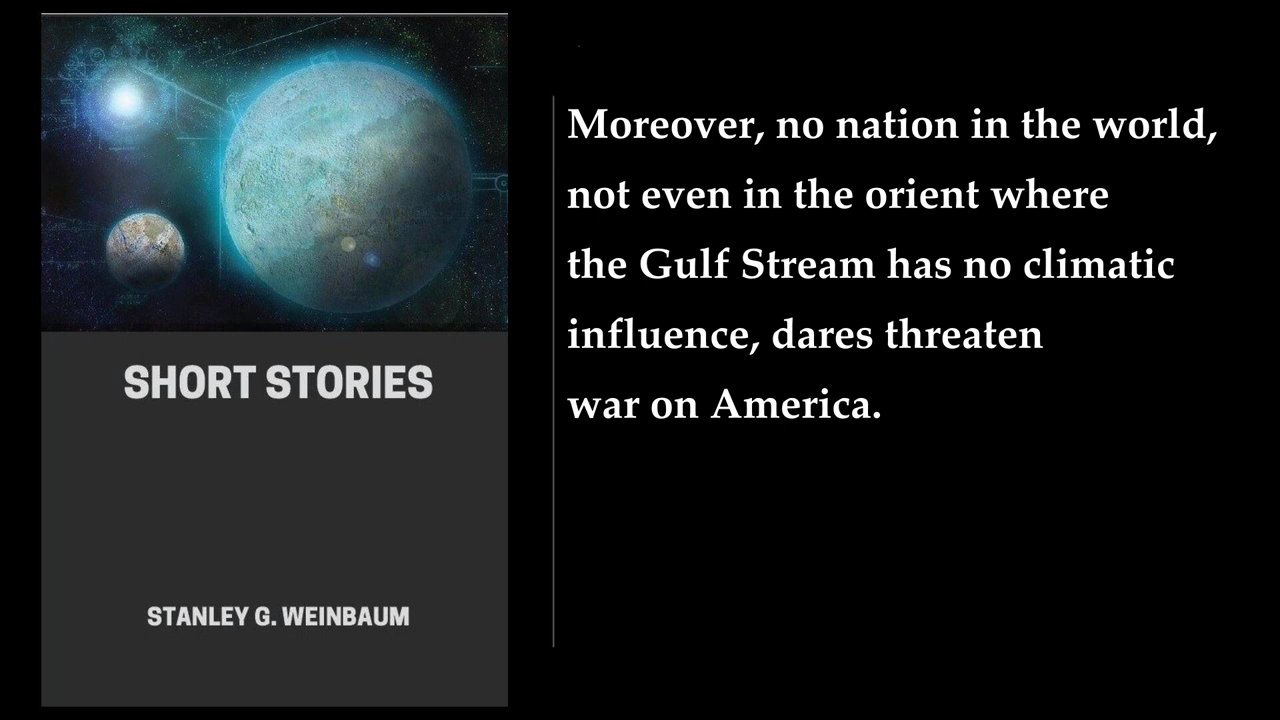 SHORT STORIES
STANLEY G. WEINBAUM
Moreover, no nation in the world,
not even in the orient where
the Gulf Stream has no climatic
influence, dares threaten
war on America.